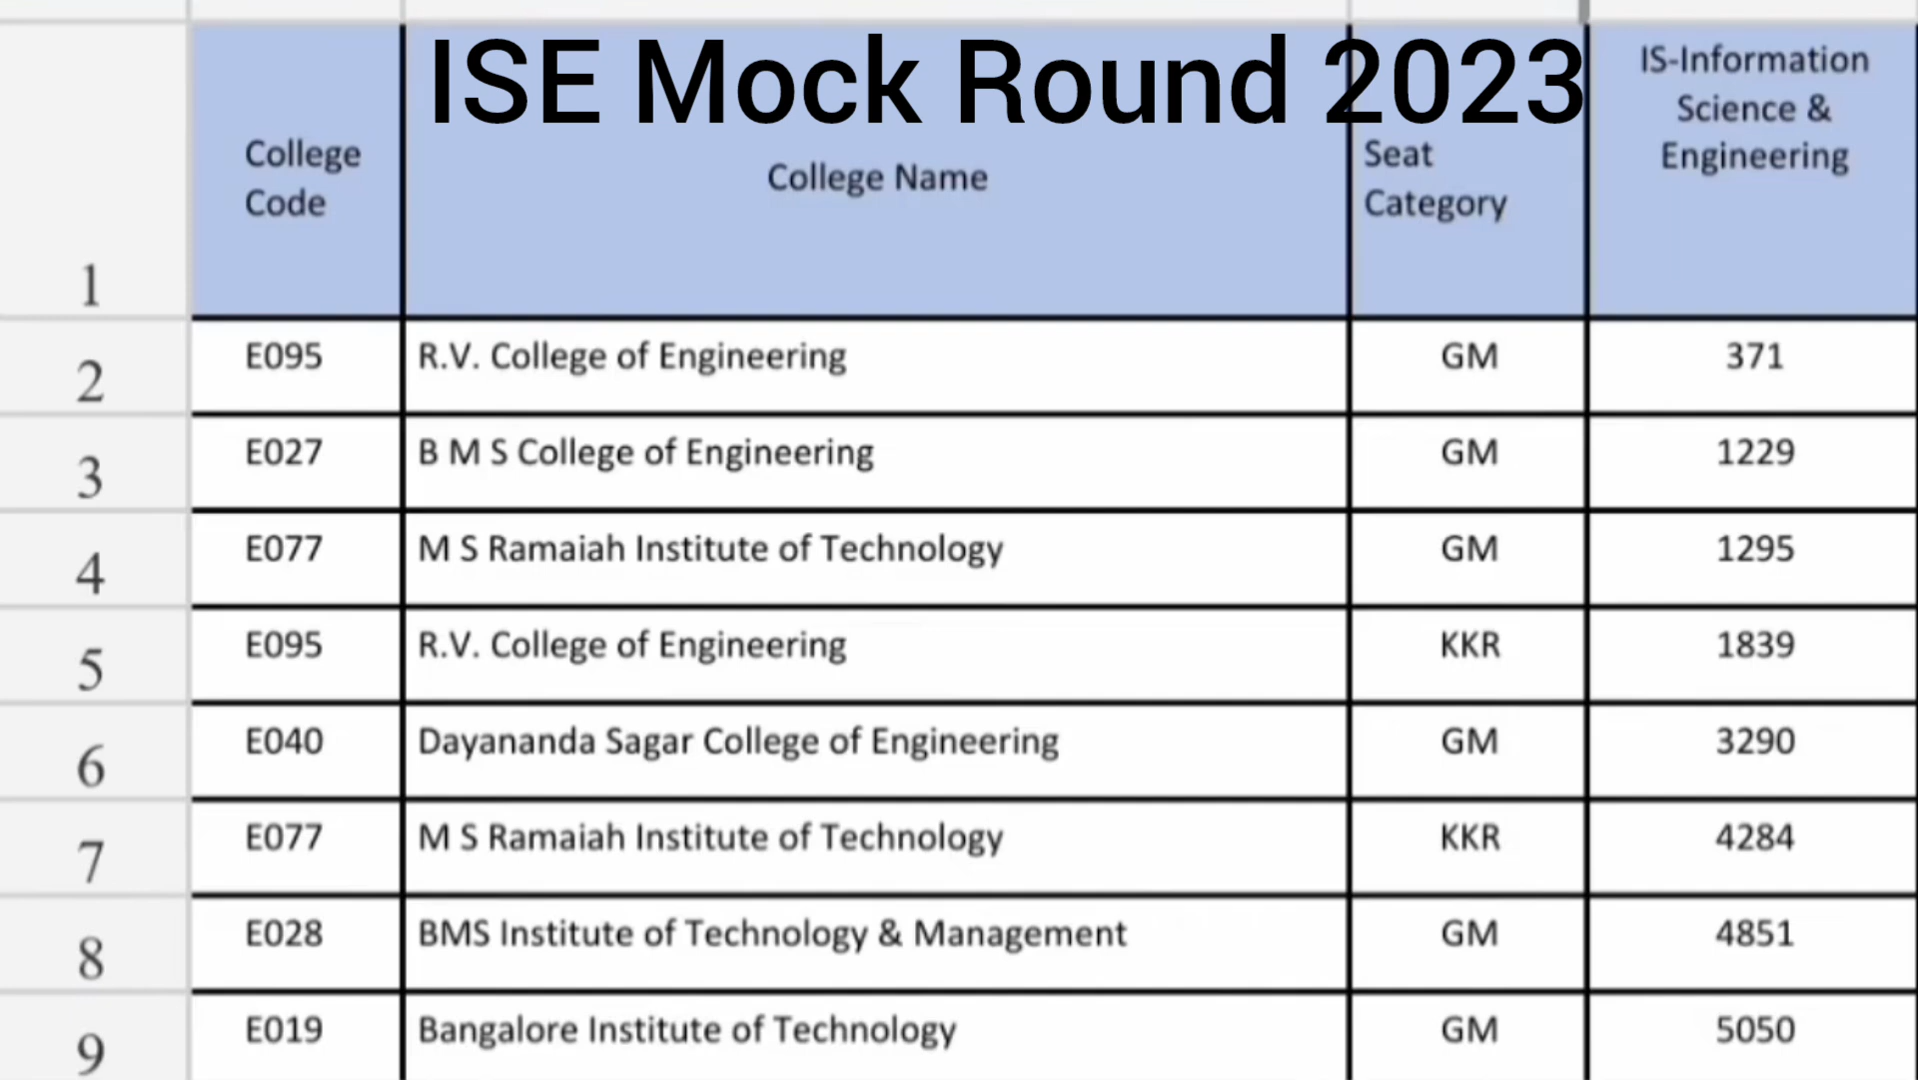 ISE Mock Round 2023
College
Code
College Name
Seat
Category
IS-Information
Science &
Engineering
1
2 E095 R.V. College of Engineering GM 371
3 E027 B M S College of Engineering GM 1229
4 E077 M S Ramaiah Institute of Technology GM 1295
5 E095 R.V. College of Engineering KKR 1839
6 E040 Dayananda Sagar College of Engineering GM 3290
7 E077 M S Ramaiah Institute of Technology KKR 4284
8 E028 BMS Institute of Technology & Management GM 4851
9 E019 Bangalore Institute of Technology GM 5050